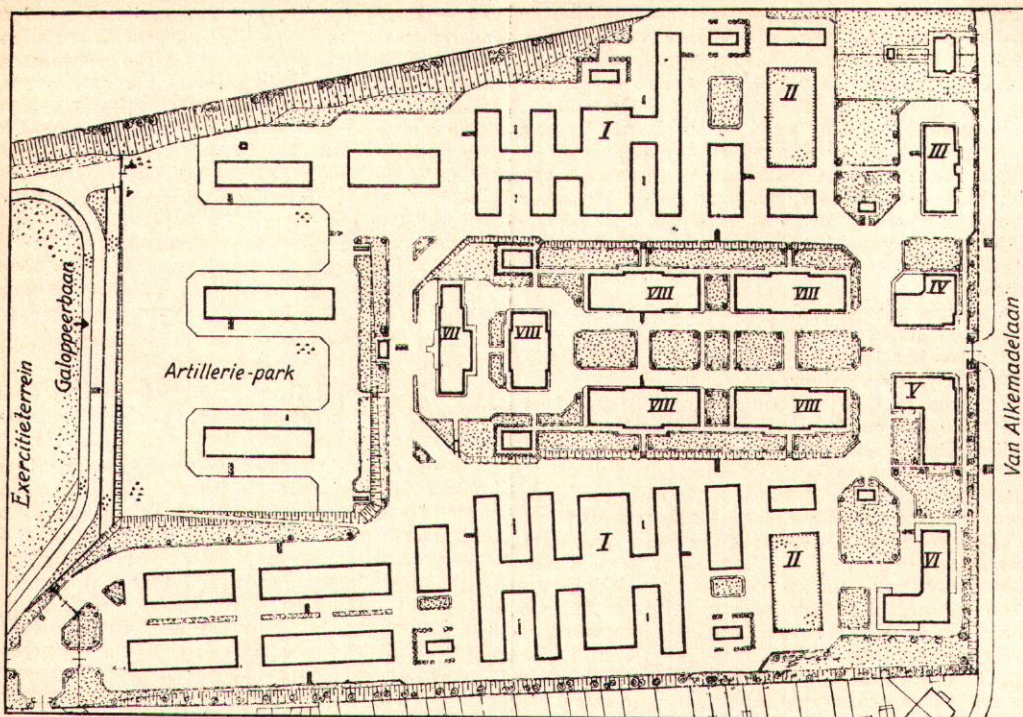 I
II
III
VIII
VIII
IV
VII
VIII
Exercitieterrein
Galoppeerbaan
Artillerie-park
VIII
VIII
V
Van Alkemadelaan
I
II
VI